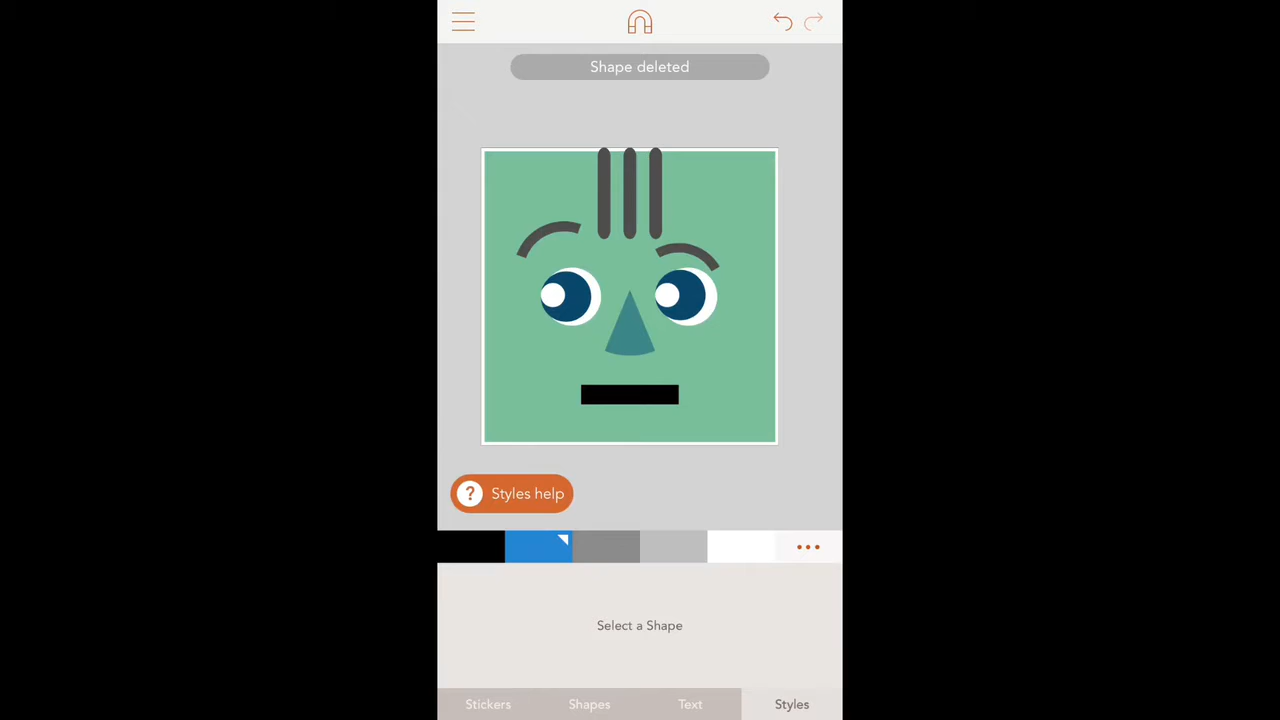 Shape deleted
? Styles help
Select a Shape
Stickers Shapes Text Styles